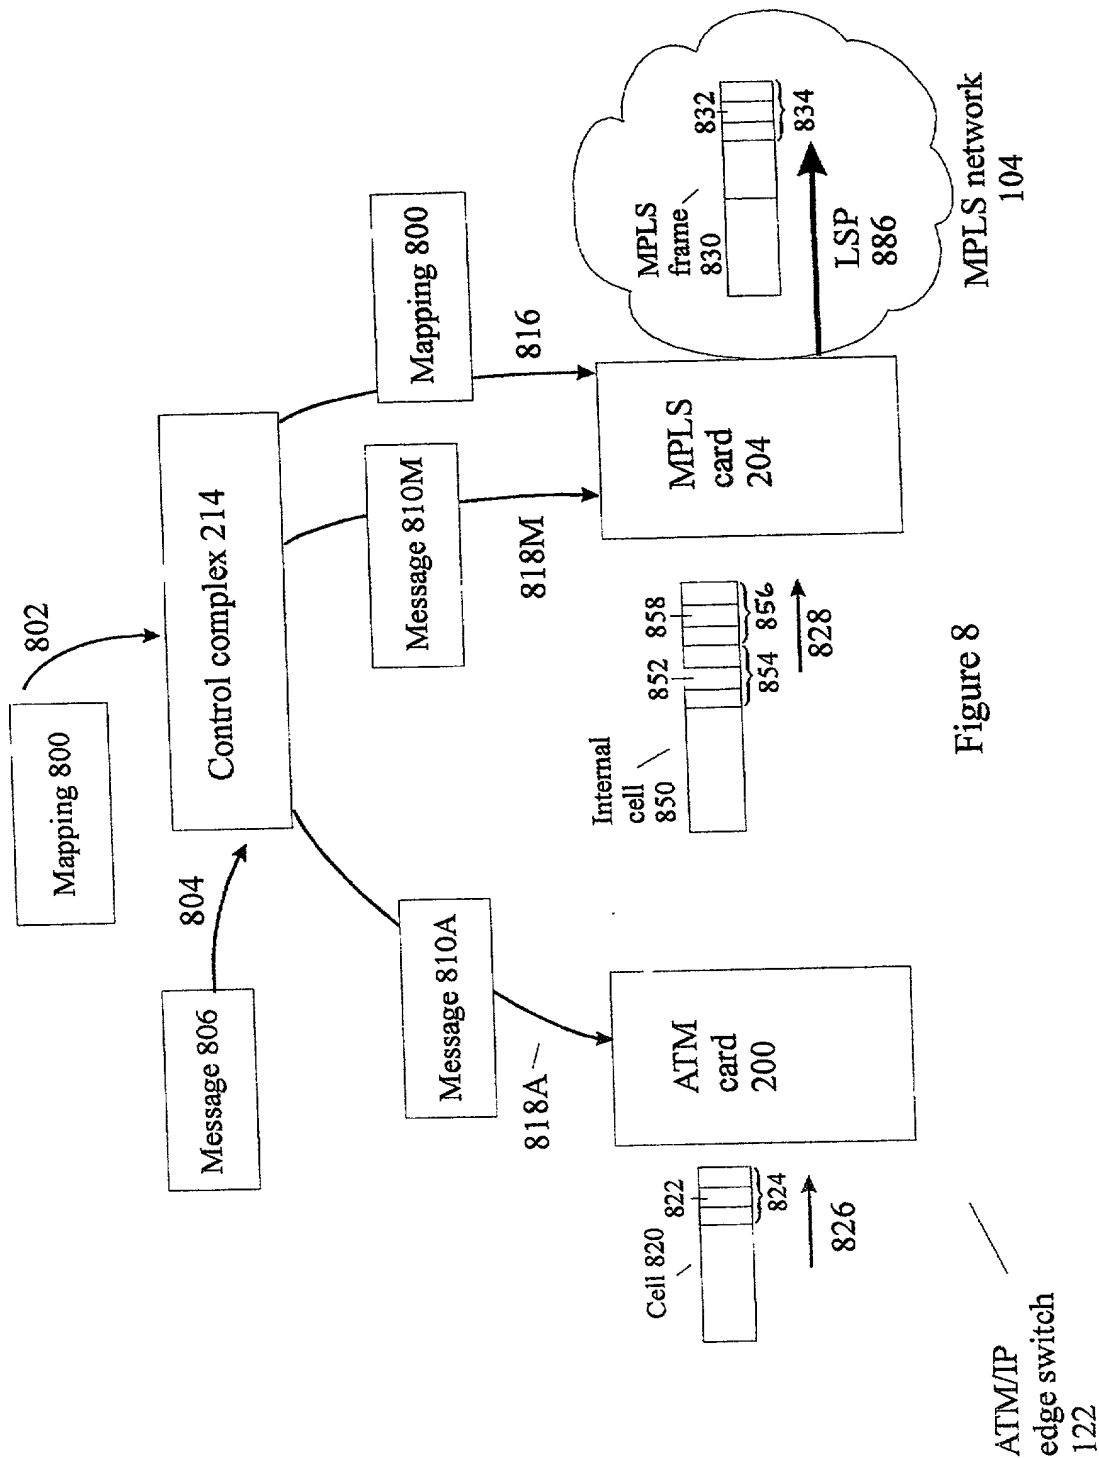 Mapping 800
802
Message 806
804
Control complex 214
Message 810A
818A
Message 810M
818M
Mapping 800
816
Cell 820
822
824
826
ATM
card
200
Internal
cell
850
852
858
854
856
828
MPLS
card
204
MPLS
frame
830
832
834
LSP
886
MPLS network
104
ATM/IP
edge switch
122
Figure 8